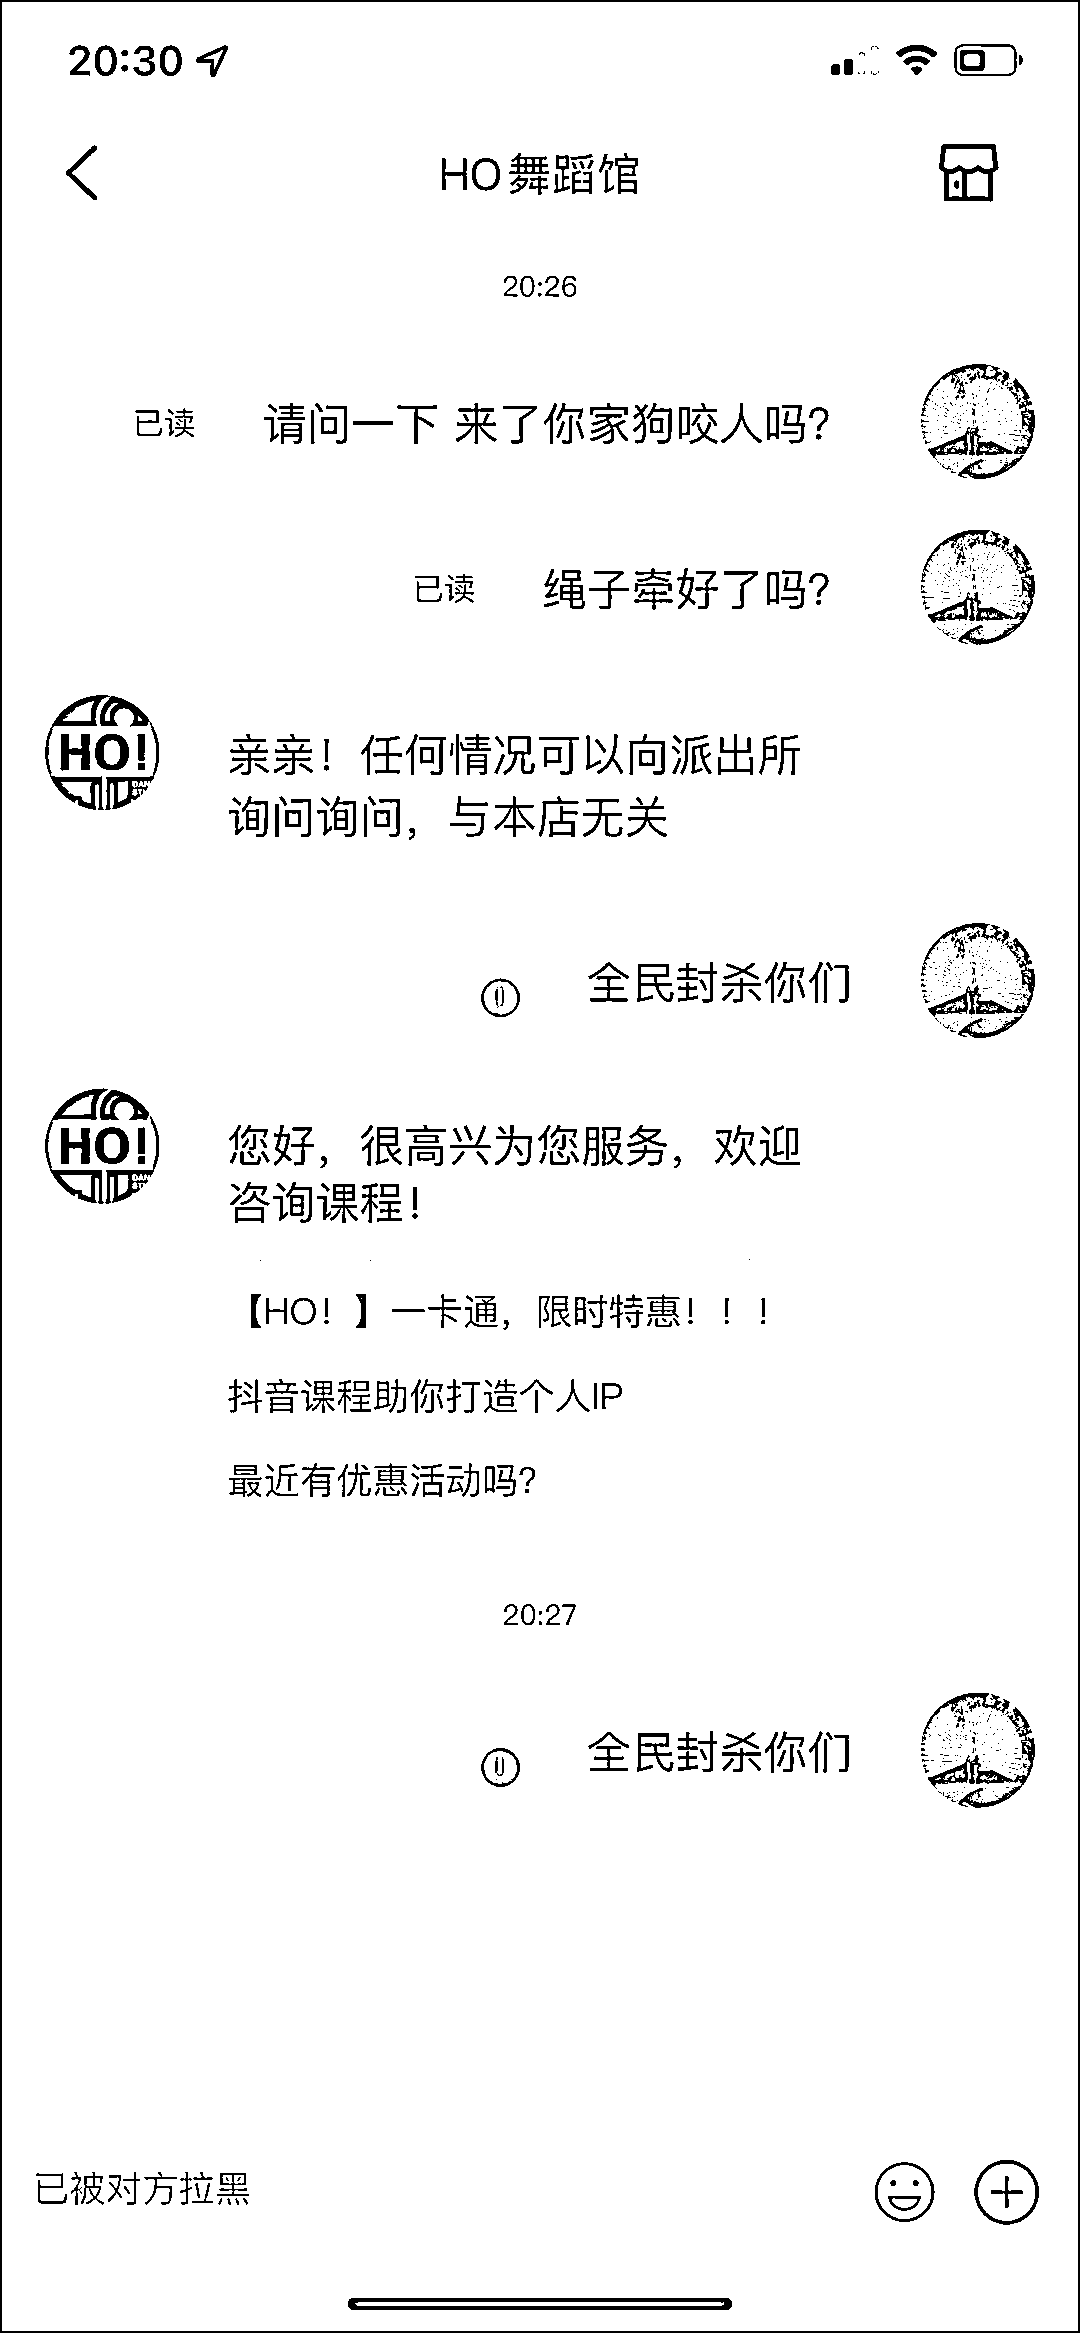 20:30
HO舞蹈馆
20:26
已读 请问一下 来了你家狗咬人吗？
已读 绳子牵好了吗？
HO!
亲亲！任何情况可以向派出所
询问询问，与本店无关
全民封杀你们
HO!
您好，很高兴为您服务，欢迎
咨询课程！
【HO！】一卡通，限时特惠！！！
抖音课程助你打造个人IP
最近有优惠活动吗？
20:27
全民封杀你们
已被对方拉黑